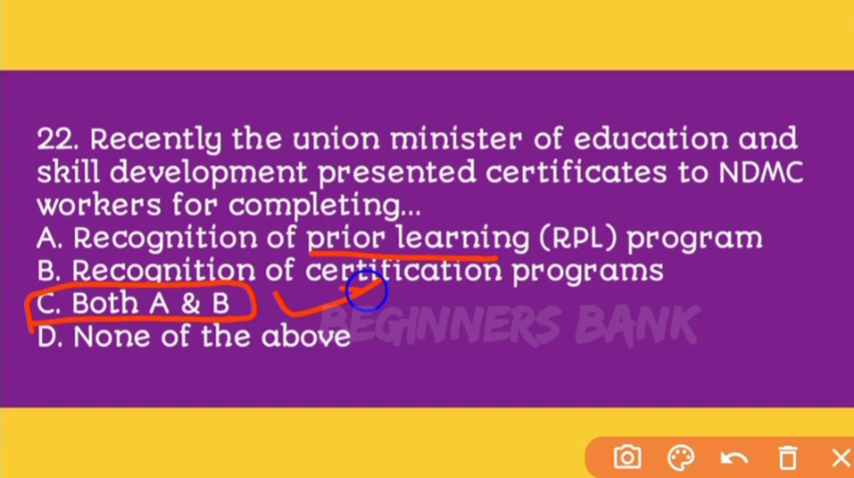 22. Recently the union minister of education and
skill development presented certificates to NDMC
workers for completing...
A. Recognition of prior learning (RPL) program
B. Recognition of certification programs
C. Both A & B
D. None of the above
BEGINNERS BANK